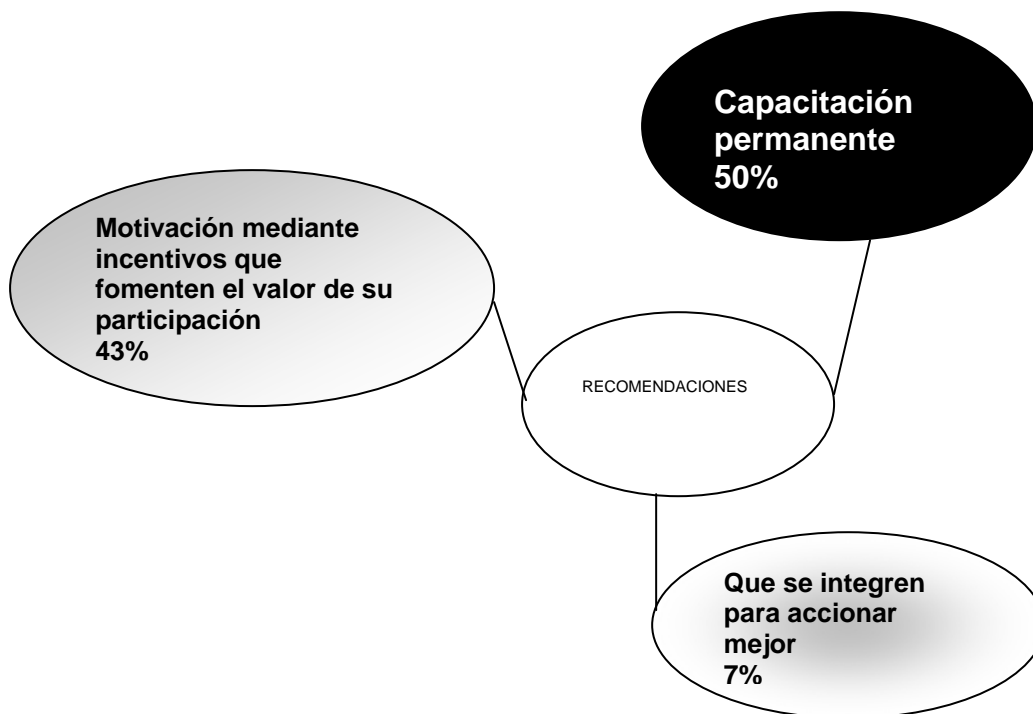 Capacitación
permanente
50%
Motivación mediante
incentivos que
fomenten el valor de su
participación
43%
RECOMENDACIONES
Que se integren
para accionar
mejor
7%